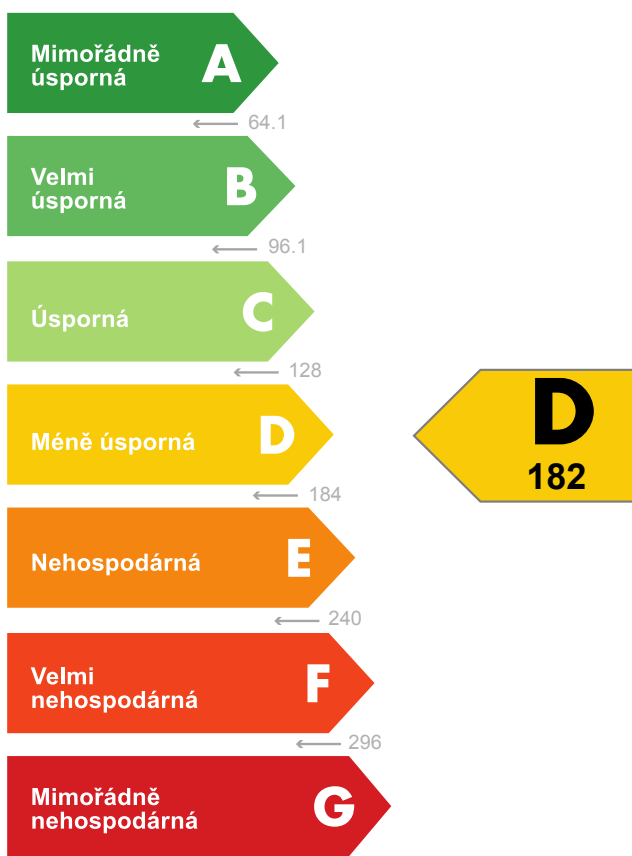 Mimořádně
úsporná
A
← 64.1
Velmi
úsporná
B
← 96.1
Úsporná
C
← 128
Méně úsporná
D
← 184
D
182
Nehospodárná
E
← 240
Velmi
nehospodárná
F
← 296
Mimořádně
nehospodárná
G